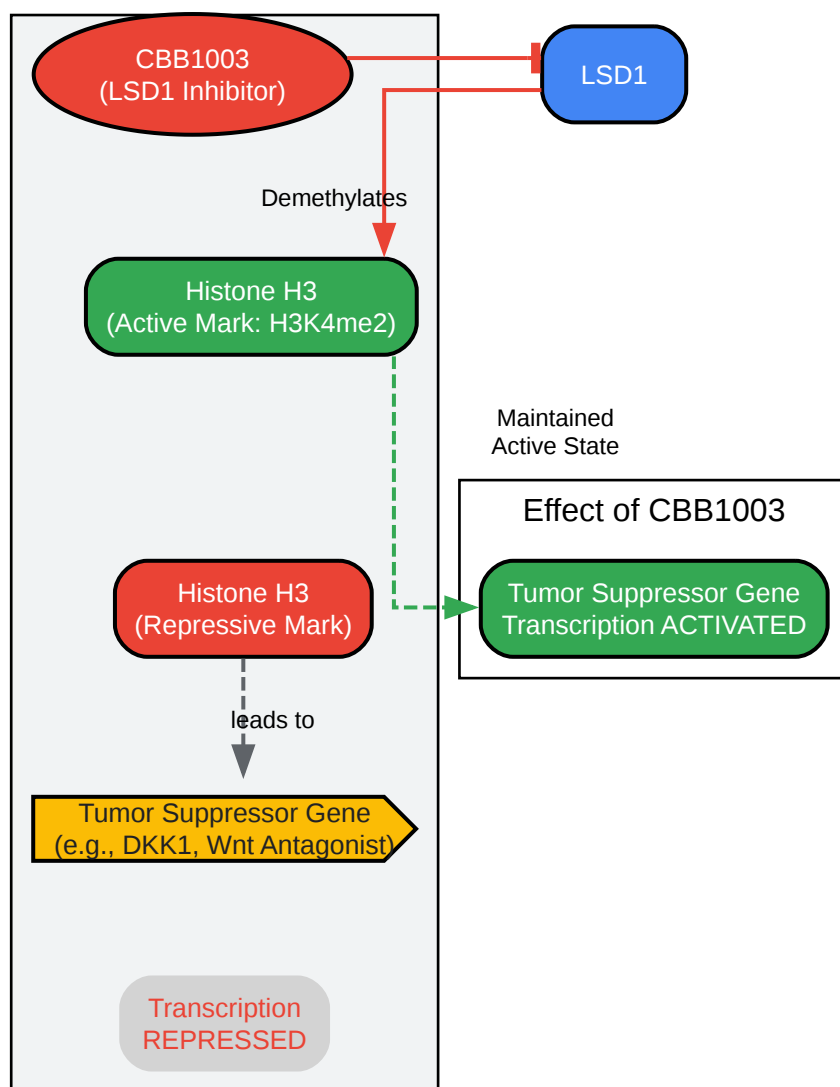 CBB1003
(LSD1 Inhibitor)
LSD1
Demethylates
Histone H3
(Active Mark: H3K4me2)
Maintained
Active State
Effect of CBB1003
Histone H3
(Repressive Mark)
Tumor Suppressor Gene
Transcription ACTIVATED
leads to
Tumor Suppressor Gene
(e.g., DKK1, Wnt Antagonist)
Transcription
REPRESSED